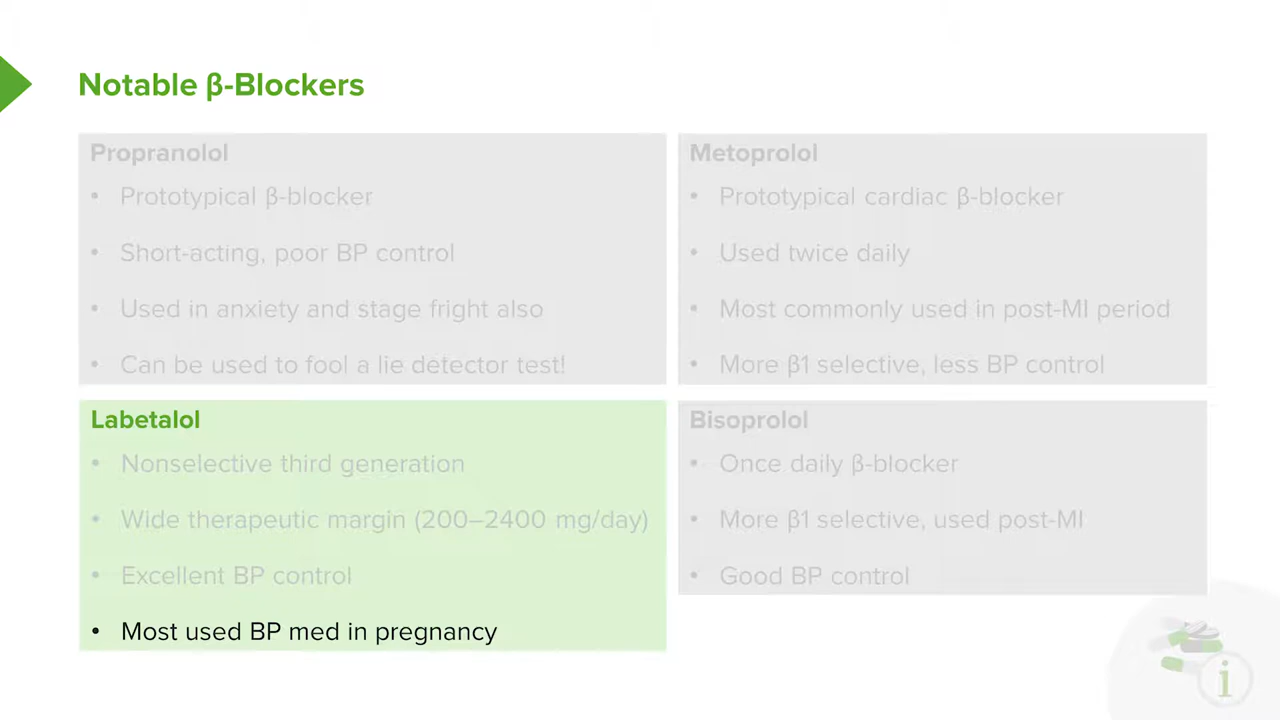 Notable β-Blockers
Propranolol
• Prototypical β-blocker
• Short-acting, poor BP control
• Used in anxiety and stage fright also
• Can be used to fool a lie detector test!
Metoprolol
• Prototypical cardiac β-blocker
• Used twice daily
• Most commonly used in post-MI period
• More β1 selective, less BP control
Labetalol
• Nonselective third generation
• Wide therapeutic margin (200–2400 mg/day)
• Excellent BP control
• Most used BP med in pregnancy
Bisoprolol
• Once daily β-blocker
• More β1 selective, used post-MI
• Good BP control
i